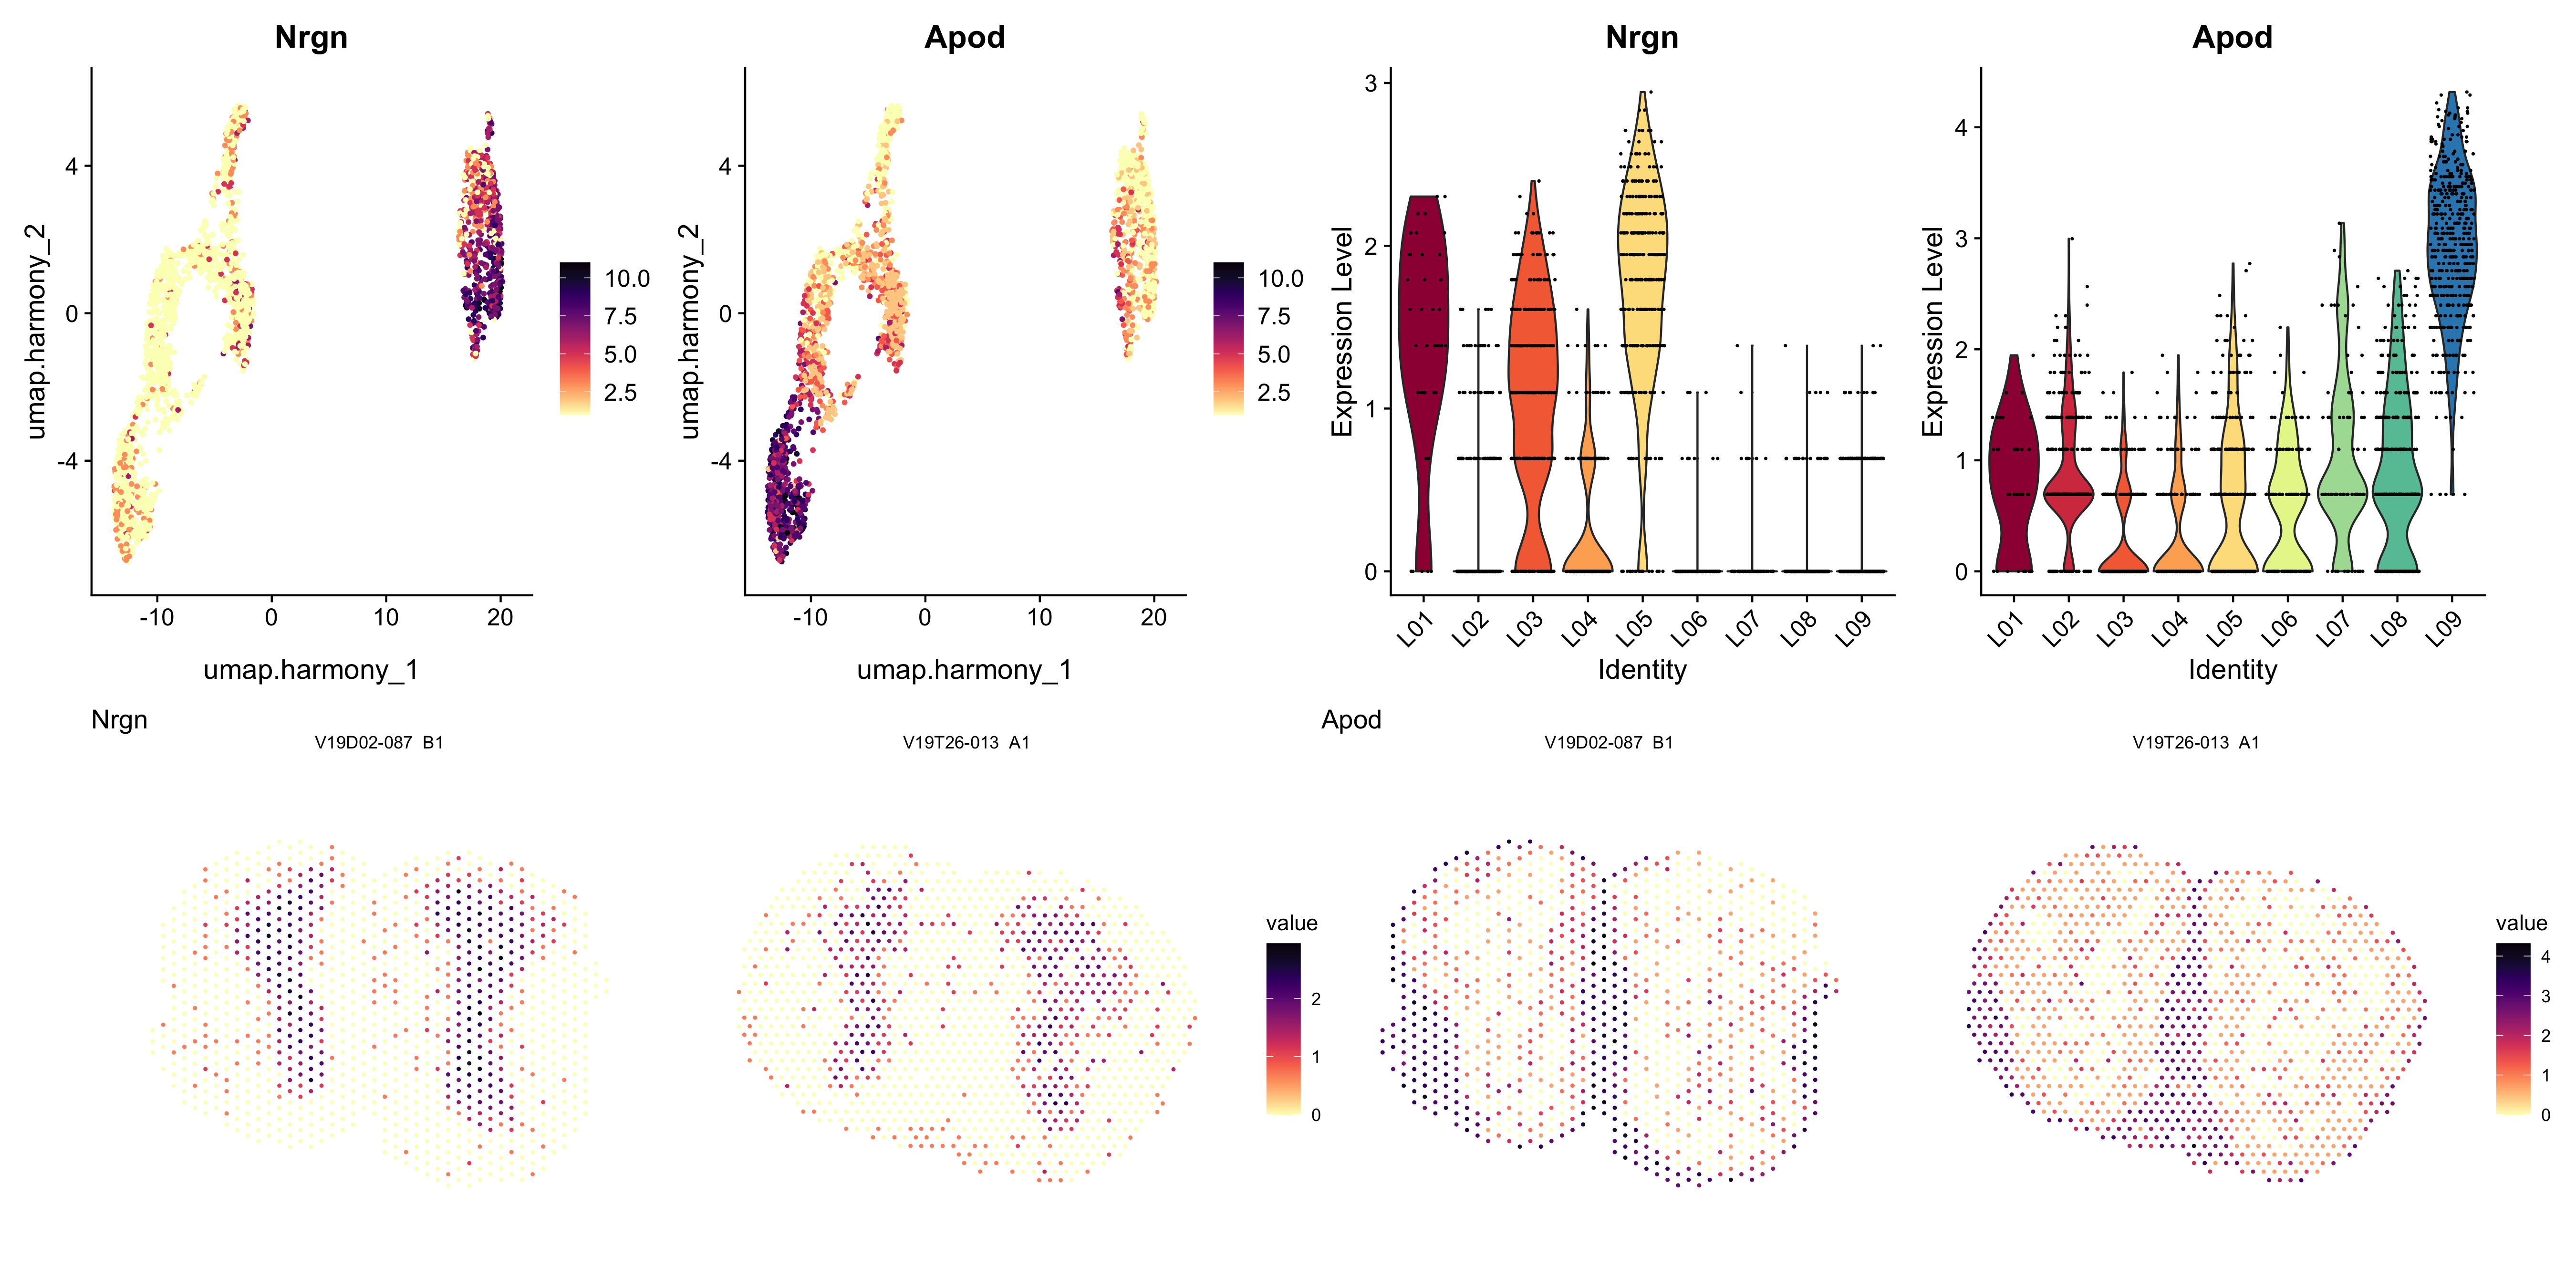 Nrgn
Apod
Nrgn
Apod
umap.harmony_2
4
0
-4
-10
0
10
20
umap.harmony_1
10.0
7.5
5.0
2.5
umap.harmony_2
4
0
-4
-10
0
10
20
umap.harmony_1
10.0
7.5
5.0
2.5
Expression Level
3
2
1
0
L01
L02
L03
L04
L05
L06
L07
L08
L09
Identity
Expression Level
4
3
2
1
0
L01
L02
L03
L04
L05
L06
L07
L08
L09
Identity
Nrgn
V19D02-087 B1
V19T26-013 A1
value
2
1
0
Apod
V19D02-087 B1
V19T26-013 A1
value
4
3
2
1
0